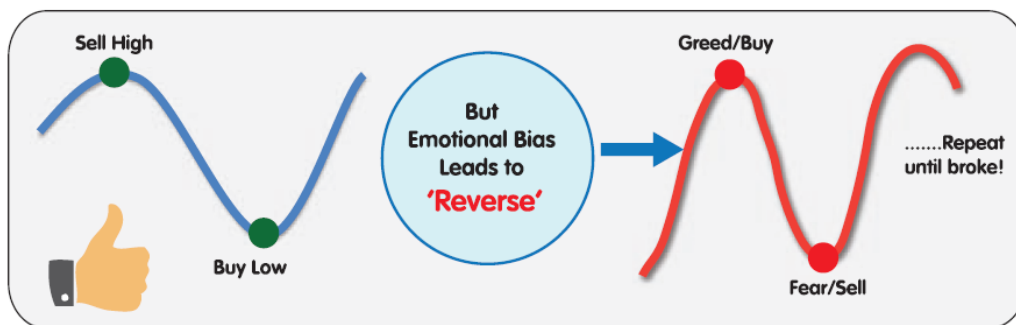 Sell High
Buy Low
But
Emotional Bias
Leads to
'Reverse'
Greed/Buy
Fear/Sell
.......Repeat
until broke!